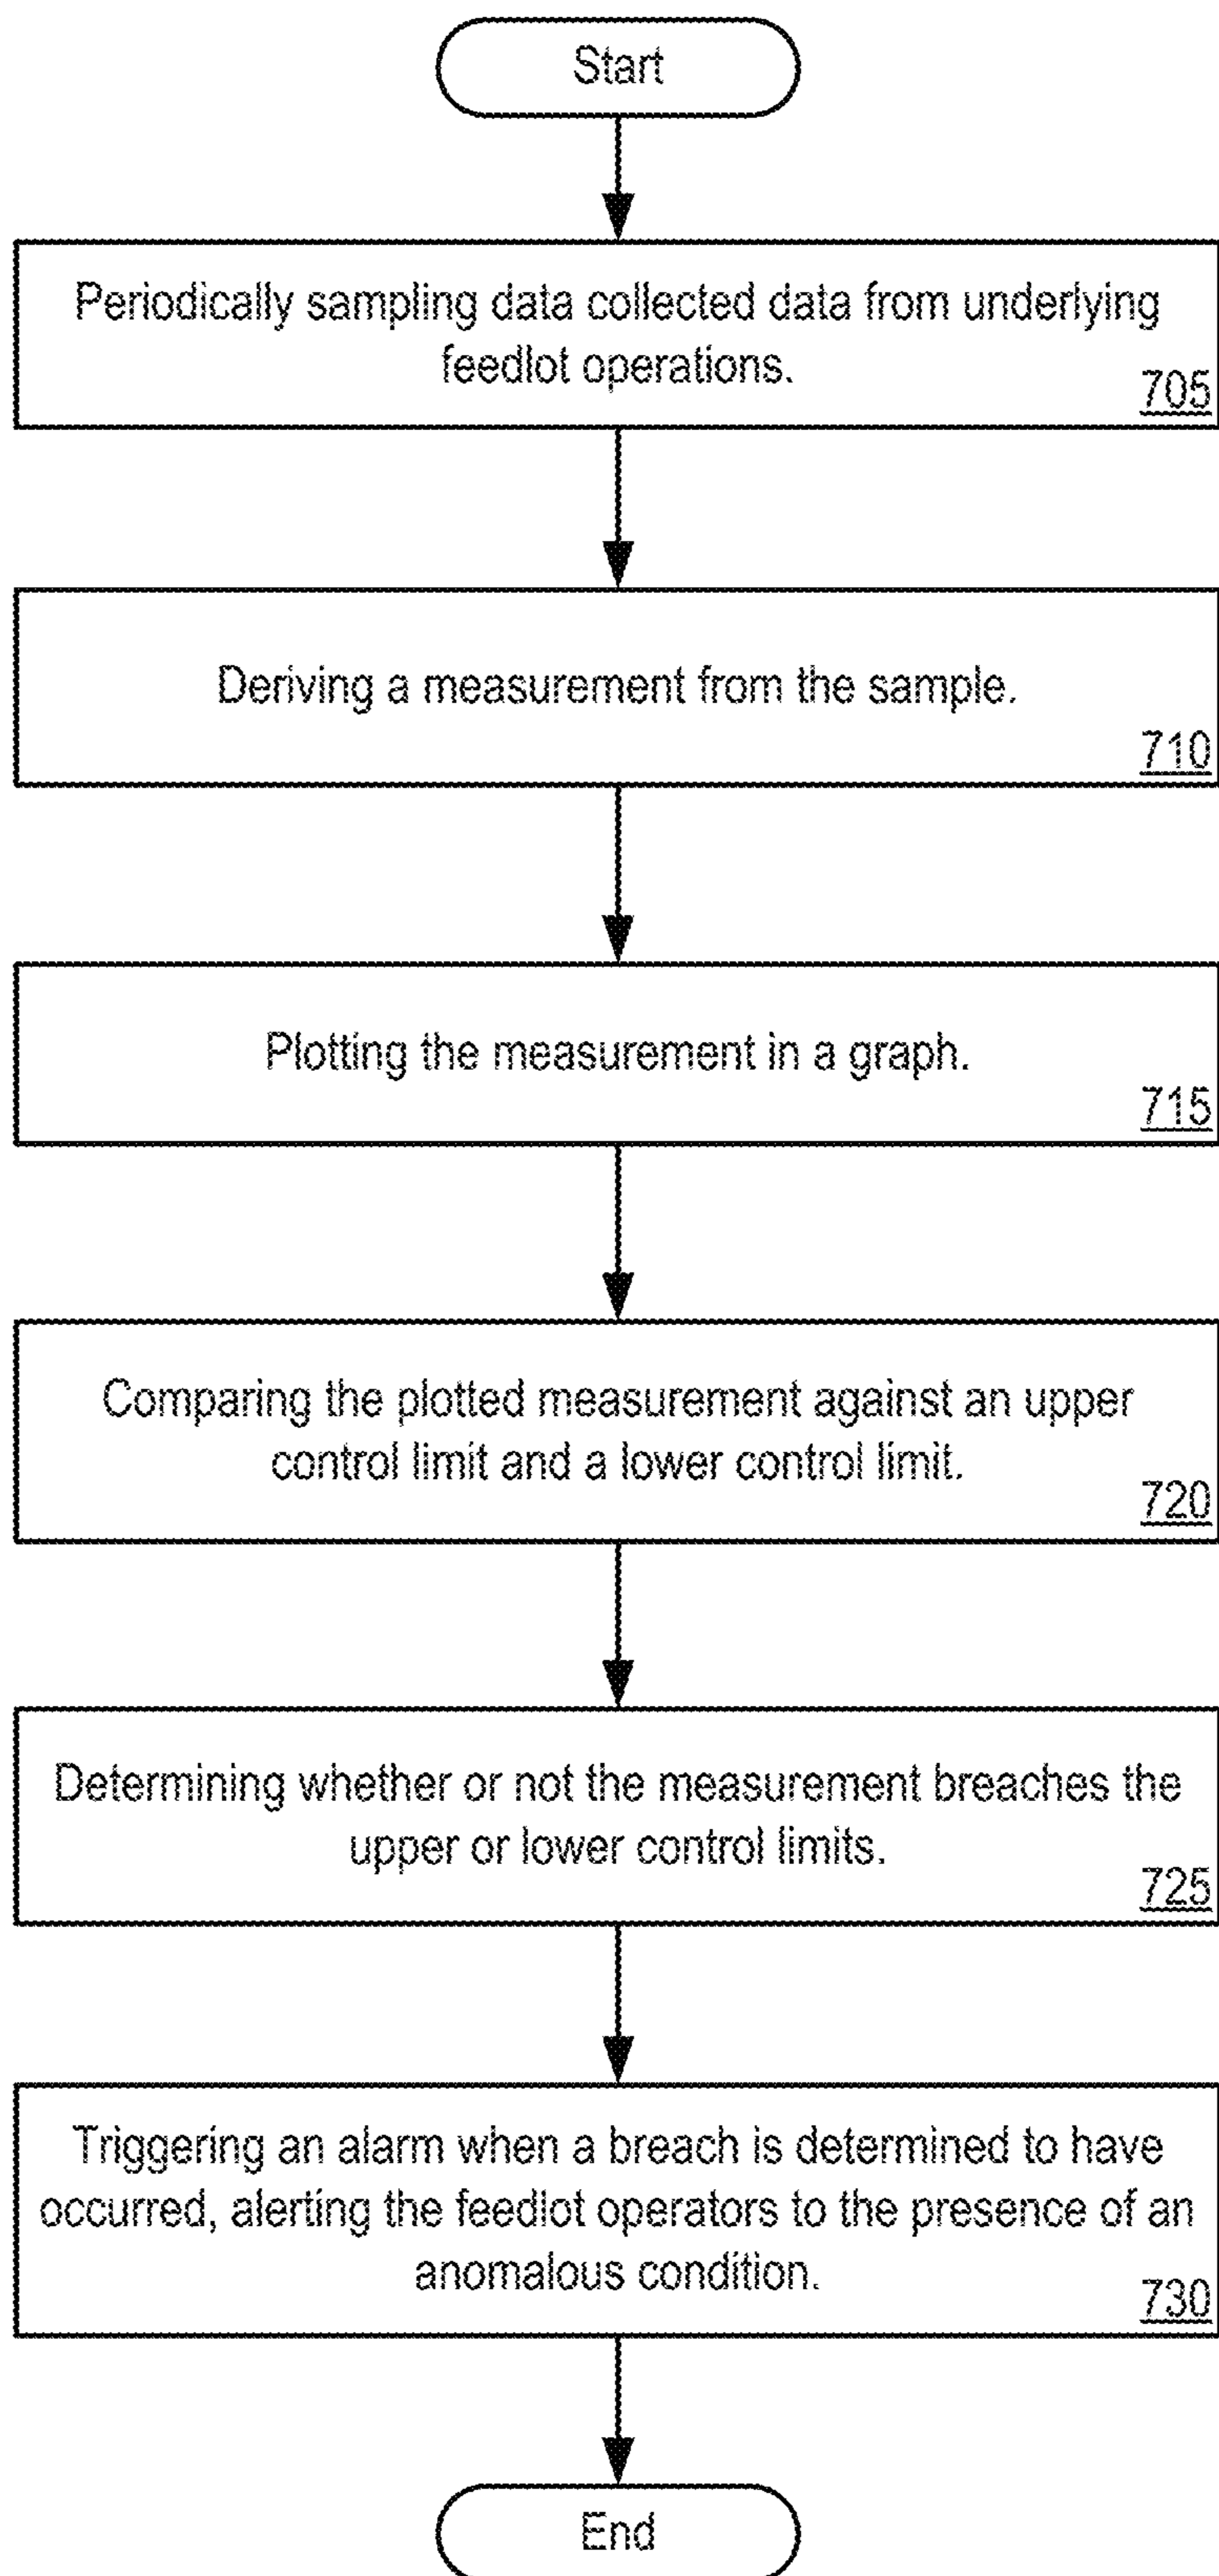 Start
Periodically sampling data collected data from underlying
feedlot operations.
705
Deriving a measurement from the sample.
710
Plotting the measurement in a graph.
715
Comparing the plotted measurement against an upper
control limit and a lower control limit.
720
Determining whether or not the measurement breaches the
upper or lower control limits.
725
Triggering an alarm when a breach is determined to have
occurred, alerting the feedlot operators to the presence of an
anomalous condition.
730
End